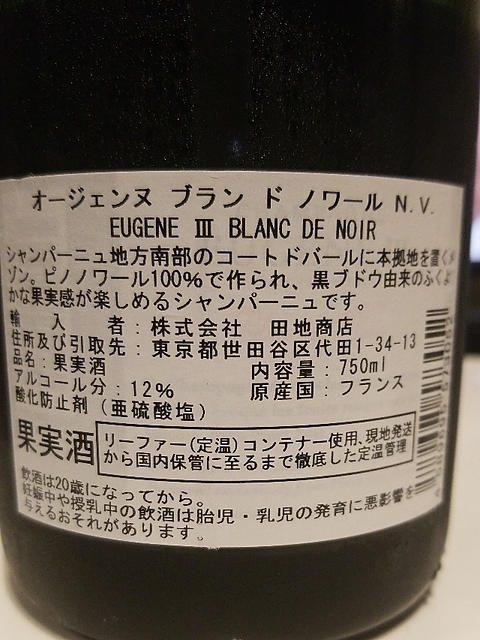 オージェンヌ ブラン ド ノワール N.V.
EUGENE Ⅲ BLANC DE NOIR
シャンパーニュ地方南部のコートドバールに本拠地を置く
ゾン。ピノノワール100%で作られ、黒ブドウ由来のふくよ
かな果実感が楽しめるシャンパーニュです。
輸入者:株式会社 田地商店
住所及び引取先:東京都世田谷区代田1-34-13
品名:果実酒 内容量:750ml
アルコール分:12% 原産国:フランス
酸化防止剤(亜硫酸塩)
果実酒
リーファー(定温)コンテナー使用、現地発送
から国内保管に至るまで徹底した定温管理
飲酒は20歳になってから。
妊娠中や授乳中の飲酒は胎児・乳児の発育に悪影響を
与えるおそれがあります。